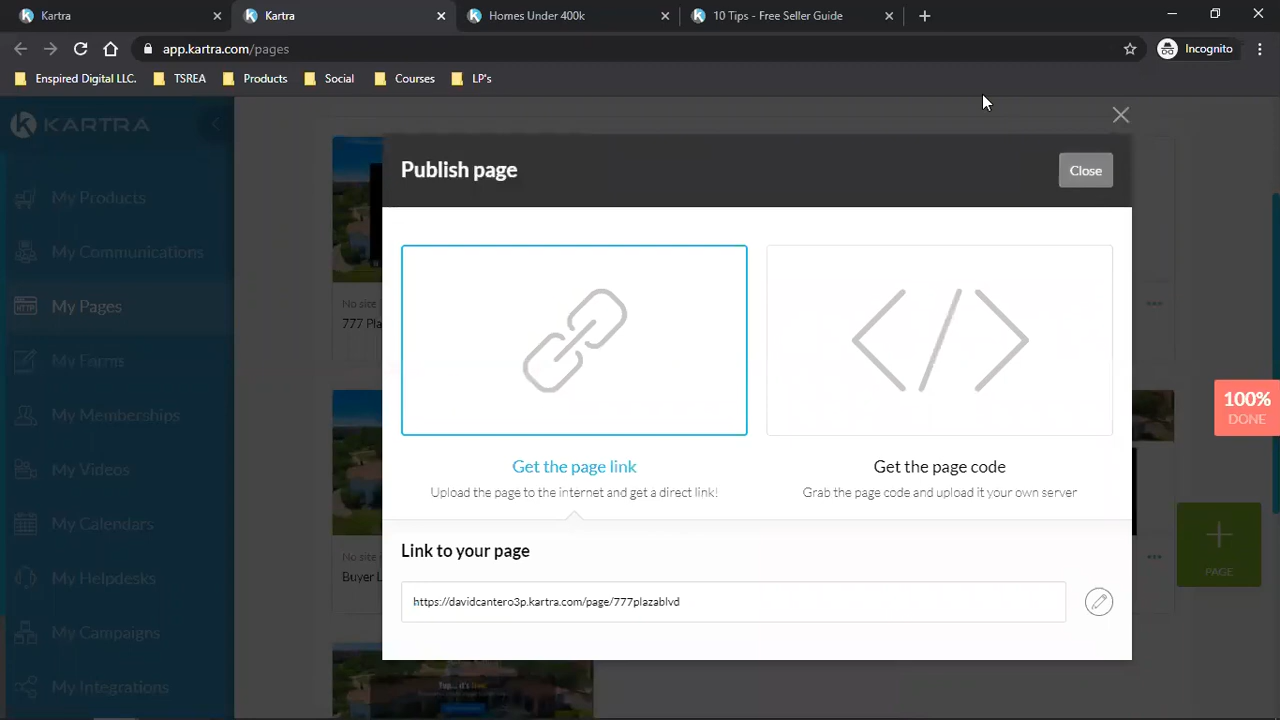 Kartra
Kartra
Homes Under 400k
10 Tips - Free Seller Guide
app.kartra.com/pages
Incognito
Enspired Digital LLC.
TSREA
Products
Social
Courses
LP's
KARTRA
My Products
My Communications
My Pages
My Forms
My Memberships
My Videos
My Calendars
My Helpdesks
My Campaigns
My Integrations
Publish page
Close
No site
777 Pla
Get the page link
Upload the page to the internet and get a direct link!
Get the page code
Grab the page code and upload it your own server
No site
Buyer L
Link to your page
https://davidcantero3p.kartra.com/page/777plazablvd
100%
DONE
PAGE